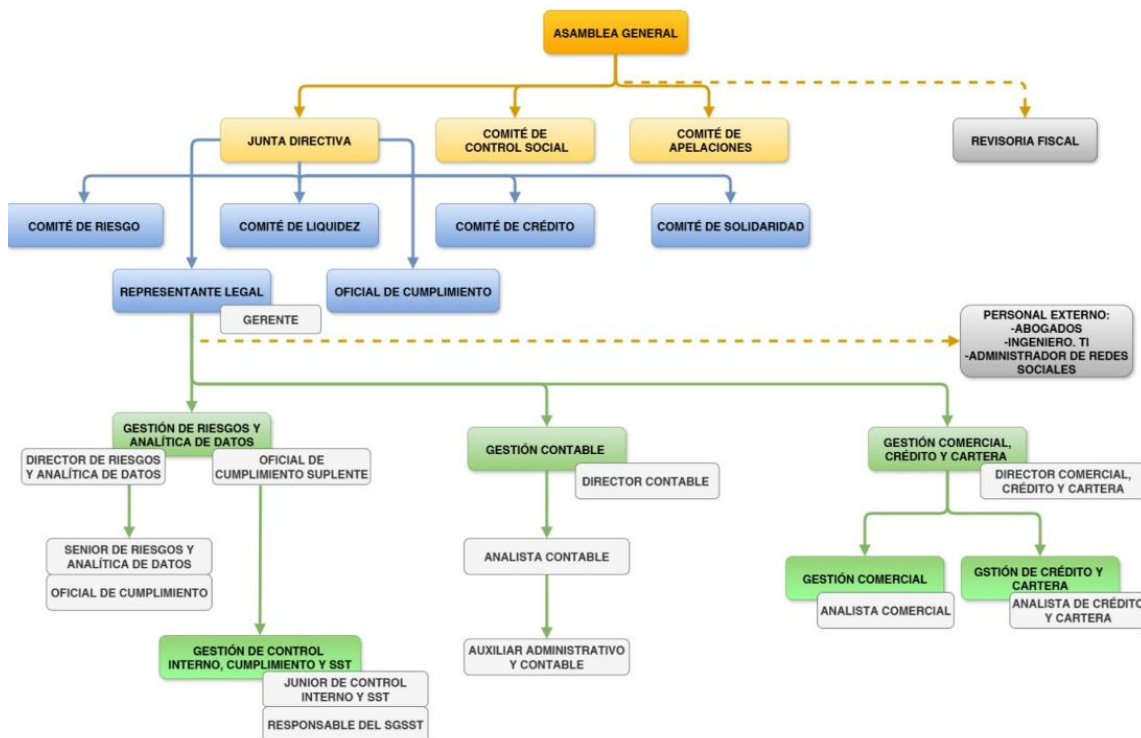 ASAMBLEA GENERAL
JUNTA DIRECTIVA
COMITÉ DE
CONTROL SOCIAL
COMITÉ DE
APELACIONES
REVISORIA FISCAL
COMITÉ DE RIESGO
COMITÉ DE LIQUIDEZ
COMITÉ DE CRÉDITO
COMITÉ DE SOLIDARIDAD
REPRESENTANTE LEGAL
GERENTE
OFICIAL DE CUMPLIMIENTO
PERSONAL EXTERNO:
-ABOGADOS
-INGENIERO. TI
-ADMINISTRADOR DE REDES
SOCIALES
GESTIÓN DE RIESGOS Y
ANALÍTICA DE DATOS
DIRECTOR DE RIESGOS
Y ANALÍTICA DE DATOS
OFICIAL DE
CUMPLIMIENTO SUPLENTE
GESTIÓN CONTABLE
DIRECTOR CONTABLE
GESTIÓN COMERCIAL,
CRÉDITO Y CARTERA
DIRECTOR COMERCIAL,
CRÉDITO Y CARTERA
SENIOR DE RIESGOS Y
ANALÍTICA DE DATOS
OFICIAL DE CUMPLIMIENTO
ANALISTA CONTABLE
GESTIÓN COMERCIAL
ANALISTA COMERCIAL
GSTIÓN DE CRÉDITO Y
CARTERA
ANALISTA DE CRÉDITO
Y CARTERA
GESTIÓN DE CONTROL
INTERNO, CUMPLIMIENTO Y SST
JUNIOR DE CONTROL
INTERNO Y SST
RESPONSABLE DEL SGSST
AUXILIAR ADMINISTRATIVO
Y CONTABLE